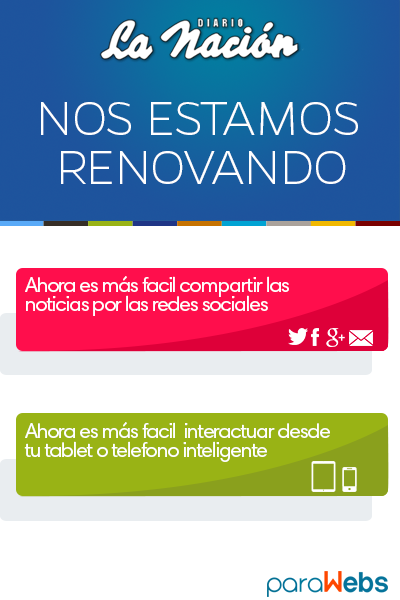 DIARIO
La Nación
NOS ESTAMOS
RENOVANDO
Ahora es más facil compartir las
noticias por las redes sociales
g+
Ahora es más facil interactuar desde
tu tablet o telefono inteligente
paraWebs